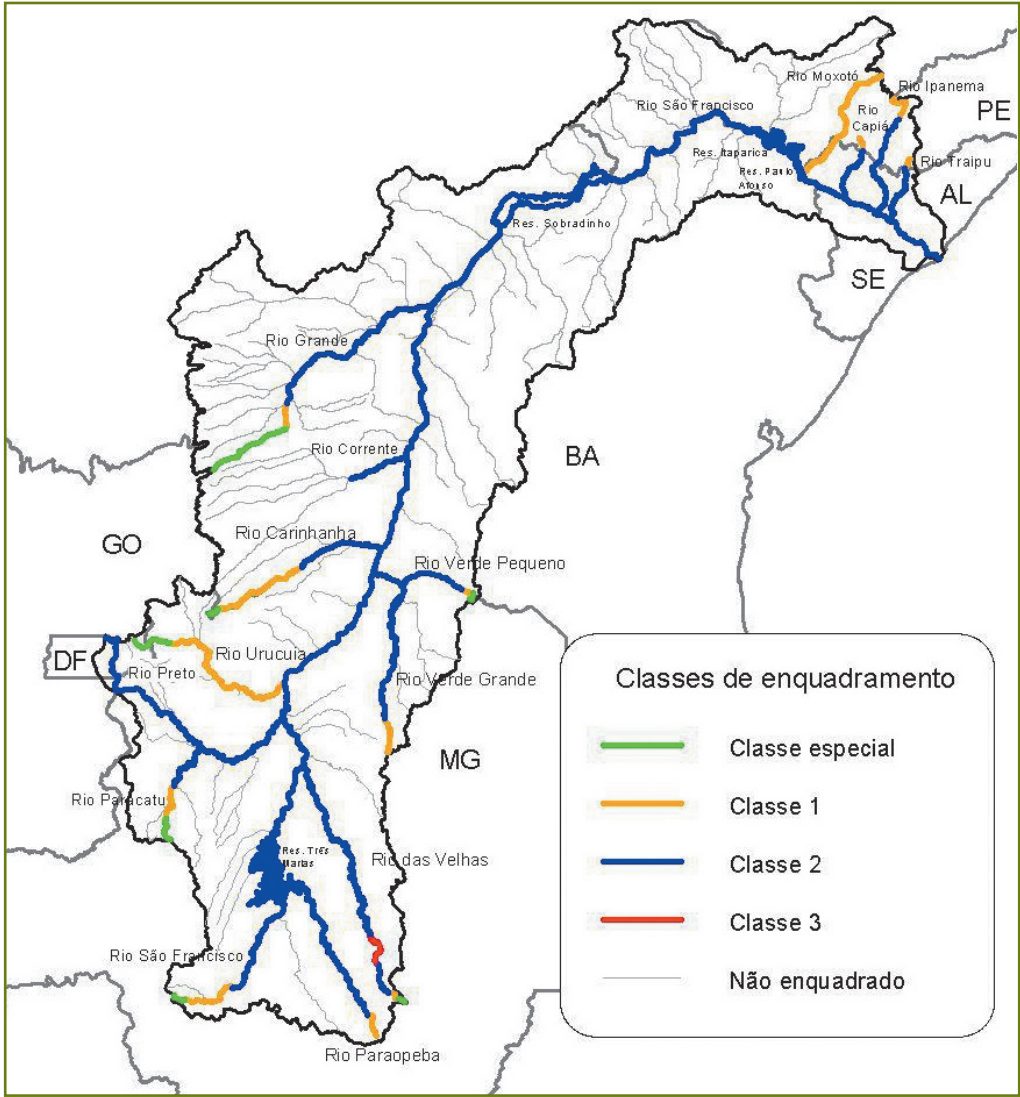 Rio Moxotó
Rio Ipanema
Rio São Francisco
Rio
Capiá
PE
Res. Itaparica
Rio Traipu
Res. Paulo
Afonso
AL
Res. Sobradinho
SE
Rio Grande
Rio Corrente
BA
Rio Carinhanha
GO
Rio Verde Pequeno
DF
Rio Urucuia
Rio Preto
Rio Verde Grande
MG
Rio Paracatu
Res. Três
Marias
Rio das Velhas
Rio São Francisco
Rio Paraopeba
Classes de enquadramento
Classe especial
Classe 1
Classe 2
Classe 3
Não enquadrado